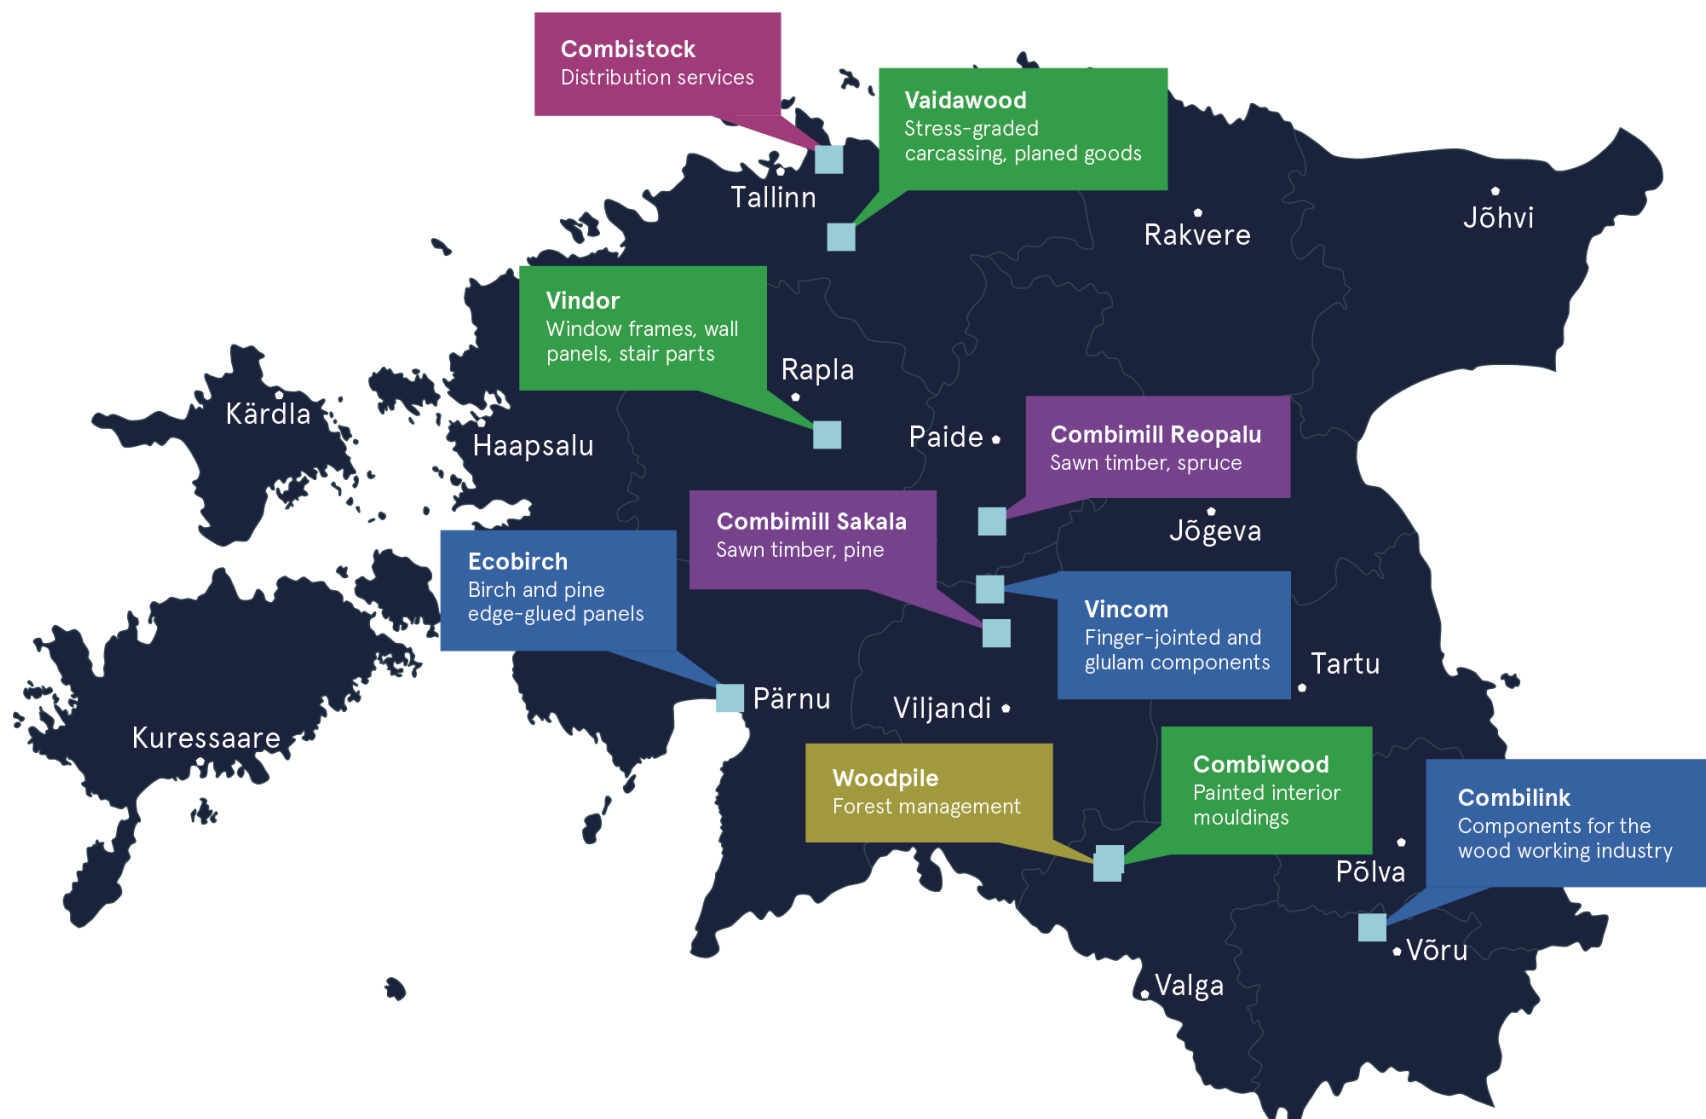 Combistock
Distribution services
Vaidawood
Stress-graded
carcassing, planed goods
Tallinn
Rakvere
Jõhvi
Vindor
Window frames, wall
panels, stair parts
Rapla
Kärdla
Haapsalu
Paide
Combimill Reopalu
Sawn timber, spruce
Combimill Sakala
Sawn timber, pine
Jõgeva
Ecobirch
Birch and pine
edge-glued panels
Vincom
Finger-jointed and
glulam components
Tartu
Pärnu
Viljandi
Kuressaare
Woodpile
Forest management
Combiwood
Painted interior
mouldings
Combilink
Components for the
wood working industry
Põlva
Võru
Valga